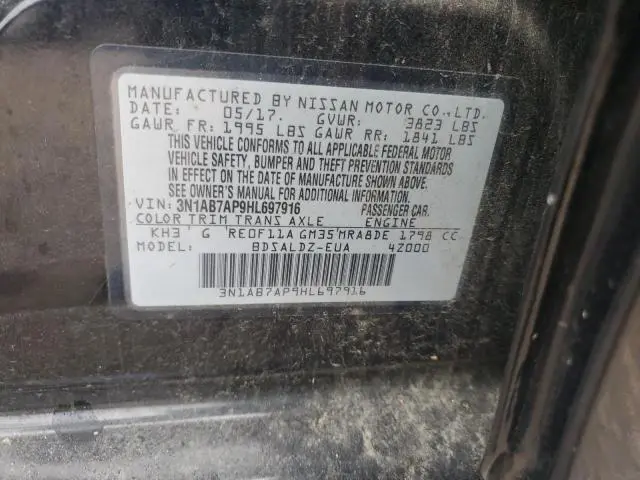 MANUFACTURED BY NISSAN MOTOR CO.,LTD.
DATE: 05/17. GVWR: 3823 LBS
GAWR FR: 1995 LBS GAWR RR: 1841 LBS
THIS VEHICLE CONFORMS TO ALL APPLICABLE FEDERAL MOTOR
VEHICLE SAFETY, BUMPER AND THEFT PREVENTION STANDARDS
IN EFFECT ON THE DATE OF MANUFACTURE SHOWN ABOVE.
SEE OWNER'S MANUAL FOR ADDITIONAL INFORMATION.
VIN: 3N1AB7AP9HL697916 PASSENGER CAR.
COLOR TRIM TRANS AXLE ENGINE
KH3 G RE0F11A GM35 MRA8DE 1798 CC
BDSALDZ-EUA 42000
3N1AB7AP9HL697916